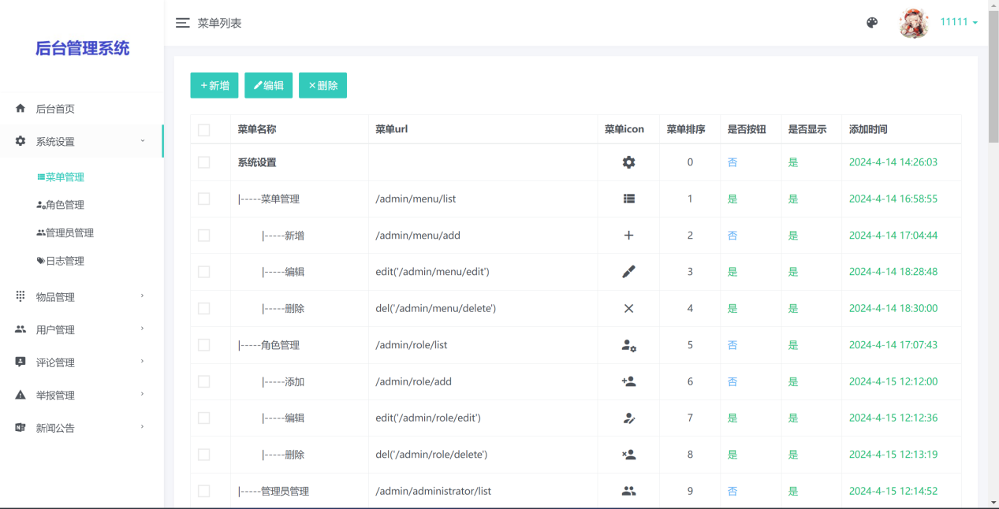 后台管理系统
菜单列表
11111
后台首页
系统设置
菜单管理
角色管理
管理员管理
日志管理
物品管理
用户管理
评论管理
举报管理
新闻公告
+新增 编辑 ×删除
菜单名称 菜单url 菜单icon 菜单排序 是否按钮 是否显示 添加时间
系统设置 0 否 是 2024-4-14 14:26:03
|-----菜单管理 /admin/menu/list 1 是 是 2024-4-14 16:58:55
|-----新增 /admin/menu/add 2 否 是 2024-4-14 17:04:44
|-----编辑 edit('/admin/menu/edit') 3 是 是 2024-4-14 18:28:48
|-----删除 del('/admin/menu/delete') 4 是 是 2024-4-14 18:30:00
|-----角色管理 /admin/role/list 5 否 是 2024-4-14 17:07:43
|-----添加 /admin/role/add 6 否 是 2024-4-15 12:12:00
|-----编辑 edit('/admin/role/edit') 7 是 是 2024-4-15 12:12:36
|-----删除 del('/admin/role/delete') 8 是 是 2024-4-15 12:13:19
|-----管理员管理 /admin/administrator/list 9 否 是 2024-4-15 12:14:52